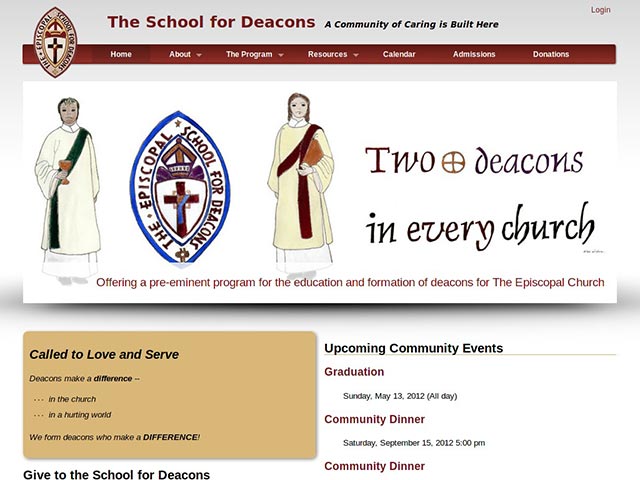 Login
The School for Deacons A Community of Caring is Built Here
THE EPISCOPAL SCHOOL FOR DEACONS
Home About The Program Resources Calendar Admissions Donations
THE EPISCOPAL SCHOOL FOR DEACONS
Two deacons
in every church
Offering a pre-eminent program for the education and formation of deacons for The Episcopal Church
Called to Love and Serve
Deacons make a difference --
in the church
in a hurting world
We form deacons who make a DIFFERENCE!
Give to the School for Deacons
Upcoming Community Events
Graduation
Sunday, May 13, 2012 (All day)
Community Dinner
Saturday, September 15, 2012 5:00 pm
Community Dinner